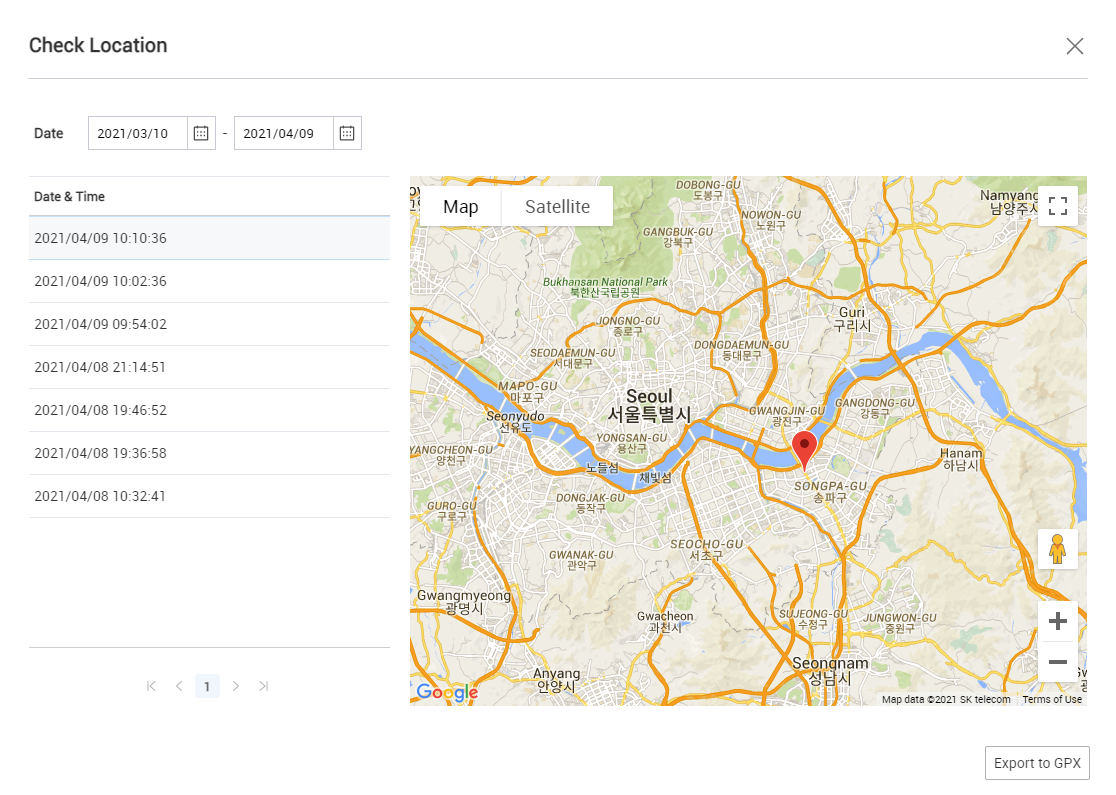 Check Location
Date
2021/03/10
-
2021/04/09
Date & Time
2021/04/09 10:10:36
2021/04/09 10:02:36
2021/04/09 09:54:02
2021/04/08 21:14:51
2021/04/08 19:46:52
2021/04/08 19:36:58
2021/04/08 10:32:41
1
Map
Satellite
DOBONG-GU
도봉구
Namyang
남양주시
NOWON-GU
노원구
GANGBUK-GU
강북구
Bukhansan National Park
북한산국립공원
Guri
구리시
JONGNO-GU
종로구
DONGDAEMUN-GU
동대문구
SEODAEMUN-GU
서대문구
MAPO-GU
마포구
Seoul
서울특별시
GANGDONG-GU
강동구
GWANGJIN-GU
광진구
Seonyudo
선유도
YONGSAN-GU
용산구
YANGCHEON-GU
양천구
Hanam
하남시
노들섬
채빛섬
SONGPA-GU
송파구
DONGJAK-GU
동작구
GURO-GU
구로구
SEOCHO-GU
서초구
GWANAK-GU
관악구
Gwangmyeong
광명시
Gwacheon
과천시
SUJEONG-GU
수정구
JUNGWON-GU
중원구
Seongnam
성남시
Anyang
안양시
Google
Map data ©2021 SK telecom
Terms of Use
Export to GPX